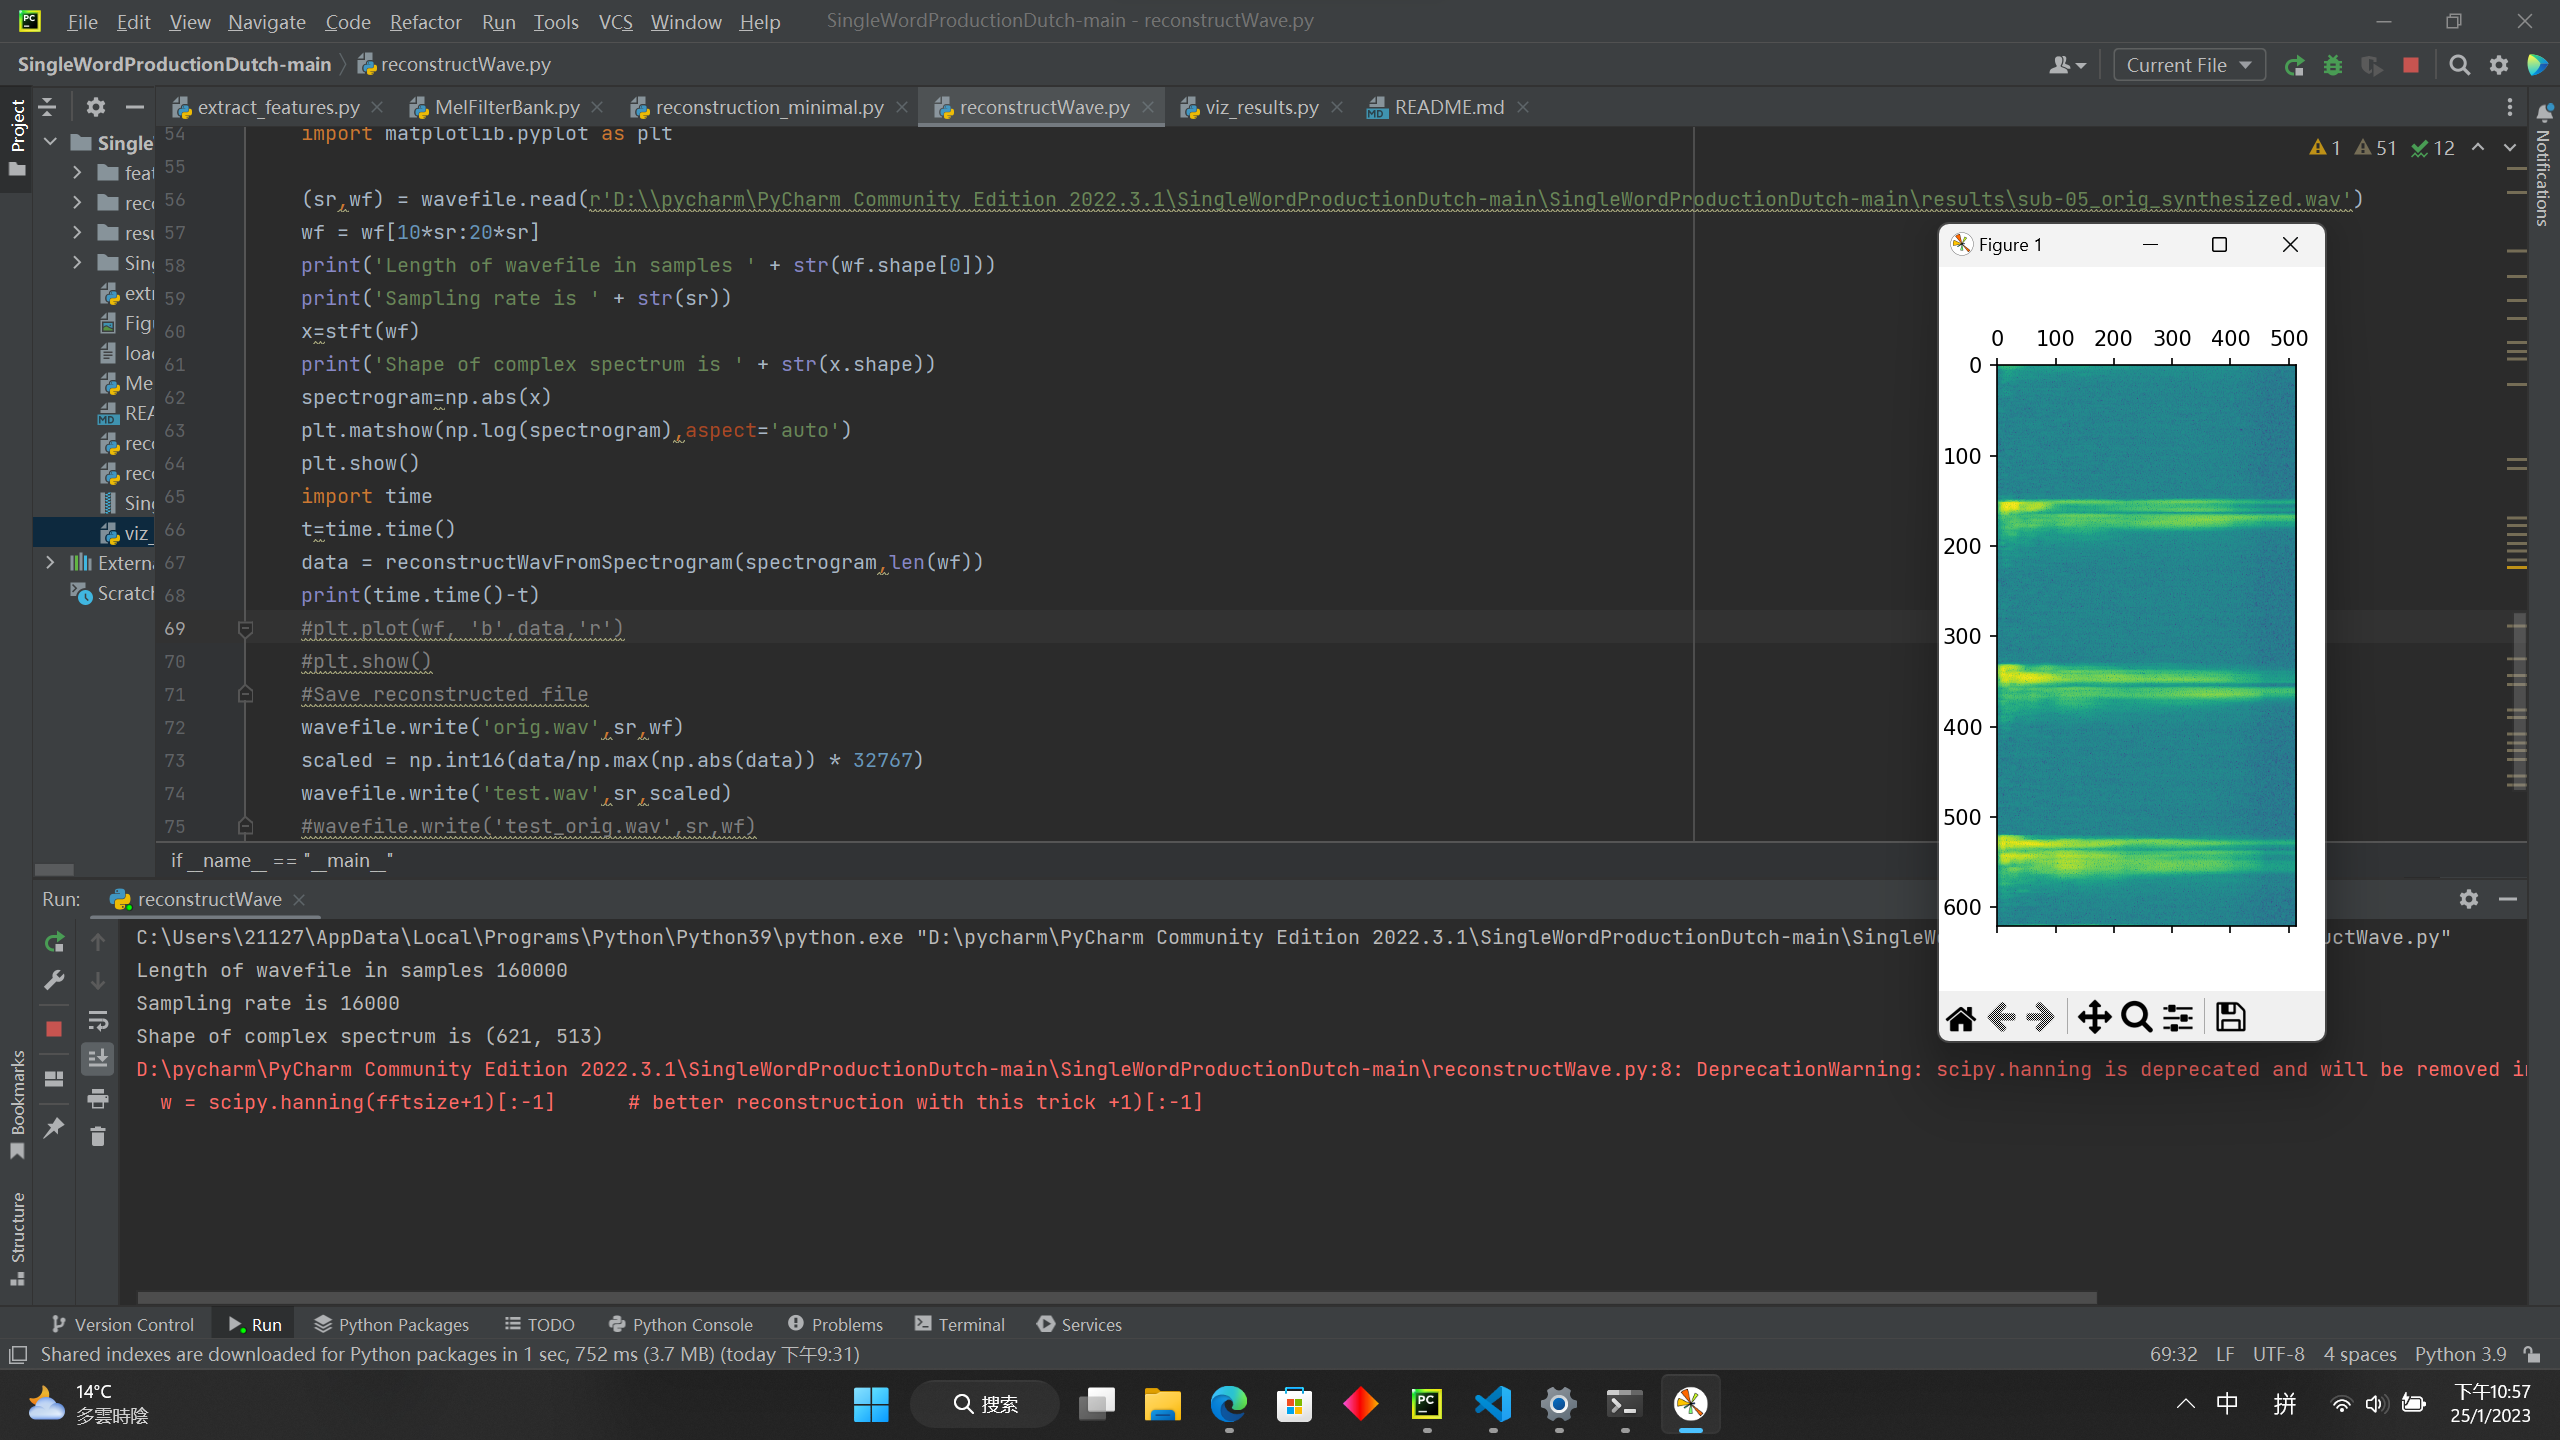 File Edit View Navigate Code Refactor Run Tools VCS Window Help SingleWordProductionDutch-main - reconstructWave.py
SingleWordProductionDutch-main reconstructWave.py Current File
Project
extract_features.py MelFilterBank.py reconstruction_minimal.py reconstructWave.py viz_results.py README.md
Single
feat
reco
resu
Sing
extr
Figu
load
Me
REA
reco
reco
Sing
viz_
Externa
Scratch
1 51 12
Notifications
54 import matplotlib.pyplot as plt
55
56 (sr,wf) = wavefile.read(r'D:\\pycharm\PyCharm Community Edition 2022.3.1\SingleWordProductionDutch-main\SingleWordProductionDutch-main\results\sub-05_orig_synthesized.wav')
57 wf = wf[10*sr:20*sr]
58 print('Length of wavefile in samples ' + str(wf.shape[0]))
59 print('Sampling rate is ' + str(sr))
60 x=stft(wf)
61 print('Shape of complex spectrum is ' + str(x.shape))
62 spectrogram=np.abs(x)
63 plt.matshow(np.log(spectrogram),aspect='auto')
64 plt.show()
65 import time
66 t=time.time()
67 data = reconstructWavFromSpectrogram(spectrogram,len(wf))
68 print(time.time()-t)
69 #plt.plot(wf, 'b',data,'r')
70 #plt.show()
71 #Save reconstructed file
72 wavefile.write('orig.wav',sr,wf)
73 scaled = np.int16(data/np.max(np.abs(data)) * 32767)
74 wavefile.write('test.wav',sr,scaled)
75 #wavefile.write('test_orig.wav',sr,wf)
if __name__ == "__main__"
Figure 1
0 100 200 300 400 500
0
100
200
300
400
500
600
Run: reconstructWave
C:\Users\21127\AppData\Local\Programs\Python\Python39\python.exe "D:\pycharm\PyCharm Community Edition 2022.3.1\SingleWordProductionDutch-main\SingleW uctWave.py"
Length of wavefile in samples 160000
Sampling rate is 16000
Shape of complex spectrum is (621, 513)
D:\pycharm\PyCharm Community Edition 2022.3.1\SingleWordProductionDutch-main\SingleWordProductionDutch-main\reconstructWave.py:8: DeprecationWarning: scipy.hanning is deprecated and will be removed in
w = scipy.hanning(fftsize+1)[:-1] # better reconstruction with this trick +1)[:-1]
Bookmarks
Structure
Version Control Run Python Packages TODO Python Console Problems Terminal Services
Shared indexes are downloaded for Python packages in 1 sec, 752 ms (3.7 MB) (today 下午9:31) 69:32 LF UTF-8 4 spaces Python 3.9
14°C
多雲時陰
搜索
中 拼
下午10:57
25/1/2023